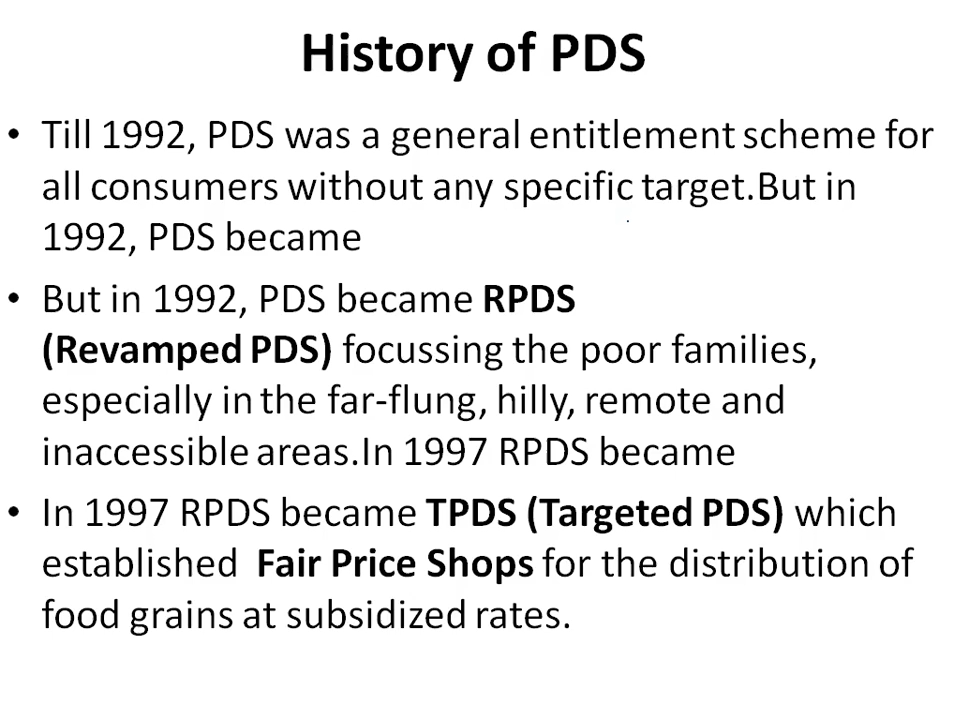 History of PDS
• Till 1992, PDS was a general entitlement scheme for
all consumers without any specific target.But in
1992, PDS became
• But in 1992, PDS became RPDS
(Revamped PDS) focussing the poor families,
especially in the far-flung, hilly, remote and
inaccessible areas.In 1997 RPDS became
• In 1997 RPDS became TPDS (Targeted PDS) which
established Fair Price Shops for the distribution of
food grains at subsidized rates.